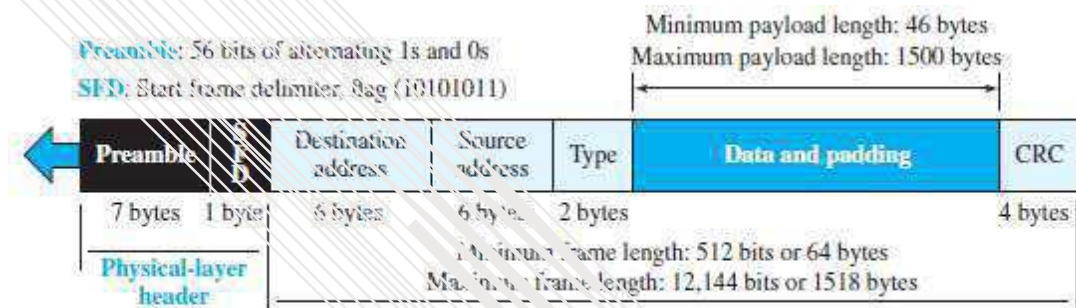 Minimum payload length: 46 bytes
Preamble: 56 bits of alternating 1s and 0s
Maximum payload length: 1500 bytes
SFD: Start frame delimiter, flag (10101011)
Preamble
SFD
Destination address
Source address
Type
Data and padding
CRC
7 bytes 1 byte 6 bytes 6 bytes 2 bytes 4 bytes
Physical-layer header
Minimum frame length: 512 bits or 64 bytes
Maximum frame length: 12,144 bits or 1518 bytes